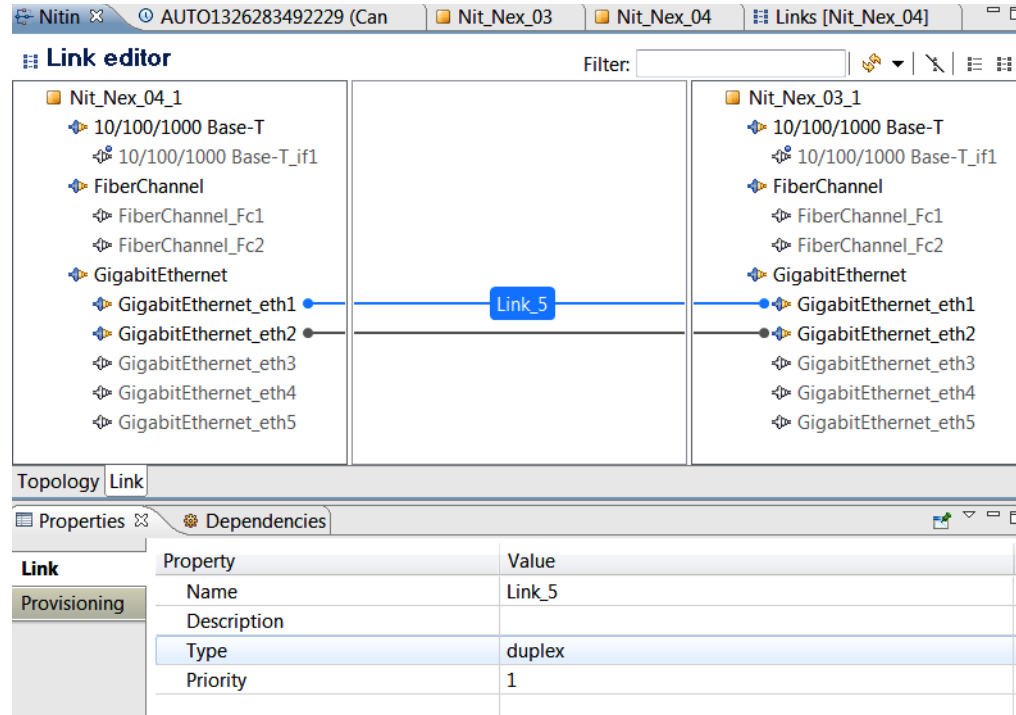 Nitin AUTO1326283492229 (Can Nit_Nex_03 Nit_Nex_04 Links [Nit_Nex_04]
Link editor Filter:
Nit_Nex_04_1 Nit_Nex_03_1
10/100/1000 Base-T 10/100/1000 Base-T
10/100/1000 Base-T_if1 10/100/1000 Base-T_if1
FiberChannel FiberChannel
FiberChannel_Fc1 FiberChannel_Fc1
FiberChannel_Fc2 FiberChannel_Fc2
GigabitEthernet GigabitEthernet
GigabitEthernet_eth1 Link_5 GigabitEthernet_eth1
GigabitEthernet_eth2 GigabitEthernet_eth2
GigabitEthernet_eth3 GigabitEthernet_eth3
GigabitEthernet_eth4 GigabitEthernet_eth4
GigabitEthernet_eth5 GigabitEthernet_eth5
Topology Link
Properties Dependencies
Link Property Value
Name Link_5
Provisioning
Description
Type duplex
Priority 1